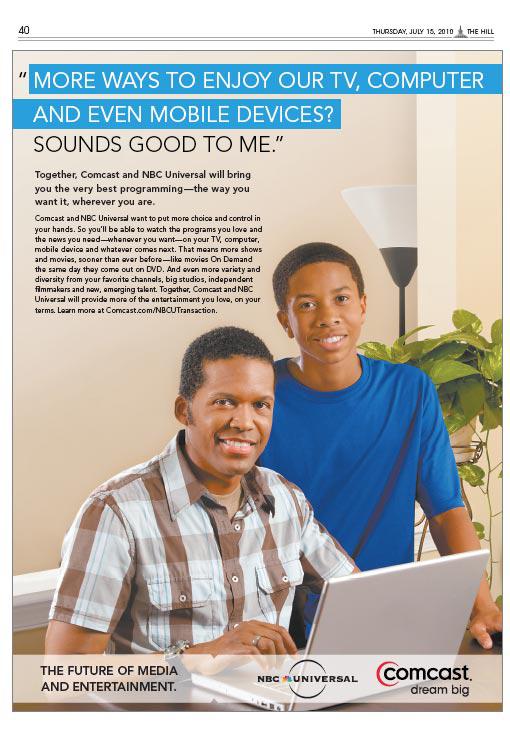 40
THURSDAY, JULY 15, 2010 THE HILL
“MORE WAYS TO ENJOY OUR TV, COMPUTER
AND EVEN MOBILE DEVICES?
SOUNDS GOOD TO ME.”
Together, Comcast and NBC Universal will bring
you the very best programming—the way you
want it, wherever you are.
Comcast and NBC Universal want to put more choice and control in
your hands. So you'll be able to watch the programs you love and
the news you need—whenever you want—on your TV, computer,
mobile device and whatever comes next. That means more shows
and movies, sooner than ever before—like movies On Demand
the same day they come out on DVD. And even more variety and
diversity from your favorite channels, big studios, independent
filmmakers and new, emerging talent. Together, Comcast and NBC
Universal will provide more of the entertainment you love, on your
terms. Learn more at Comcast.com/NBCUTransaction.
THE FUTURE OF MEDIA
AND ENTERTAINMENT.
NBC UNIVERSAL
comcast.
dream big